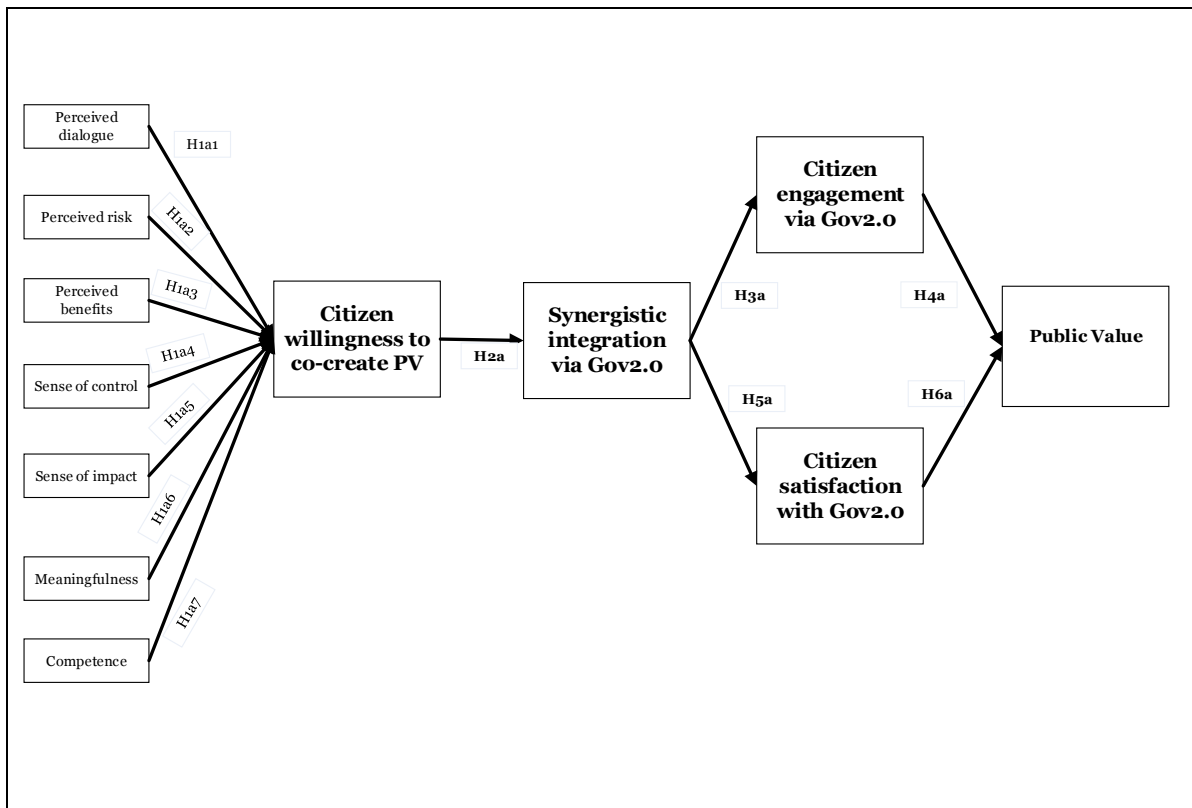 Perceived
dialogue
Perceived risk
Perceived
benefits
Sense of control
Sense of impact
Meaningfulness
Competence
H1a1
H1a2
H1a3
H1a4
H1a5
H1a6
H1a7
Citizen
willingness to
co-create PV
H2a
Synergistic
integration
via Gov2.0
H3a
H5a
Citizen
engagement
via Gov2.0
Citizen
satisfaction
with Gov2.0
H4a
H6a
Public Value